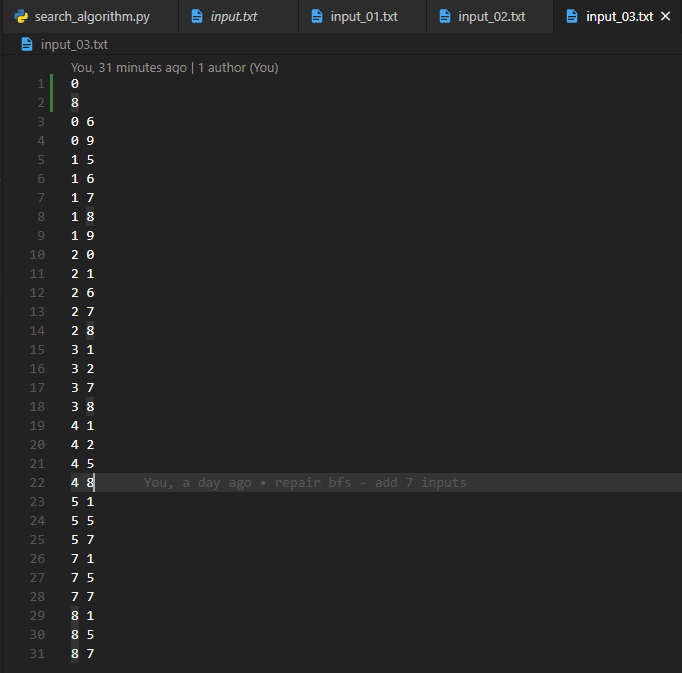 search_algorithm.py input.txt input_01.txt input_02.txt input_03.txt
input_03.txt
You, 31 minutes ago | 1 author (You)
1 0
2 8
3 0 6
4 0 9
5 1 5
6 1 6
7 1 7
8 1 8
9 1 9
10 2 0
11 2 1
12 2 6
13 2 7
14 2 8
15 3 1
16 3 2
17 3 7
18 3 8
19 4 1
20 4 2
21 4 5
22 4 8 You, a day ago • repair bfs - add 7 inputs
23 5 1
24 5 5
25 5 7
26 7 1
27 7 5
28 7 7
29 8 1
30 8 5
31 8 7